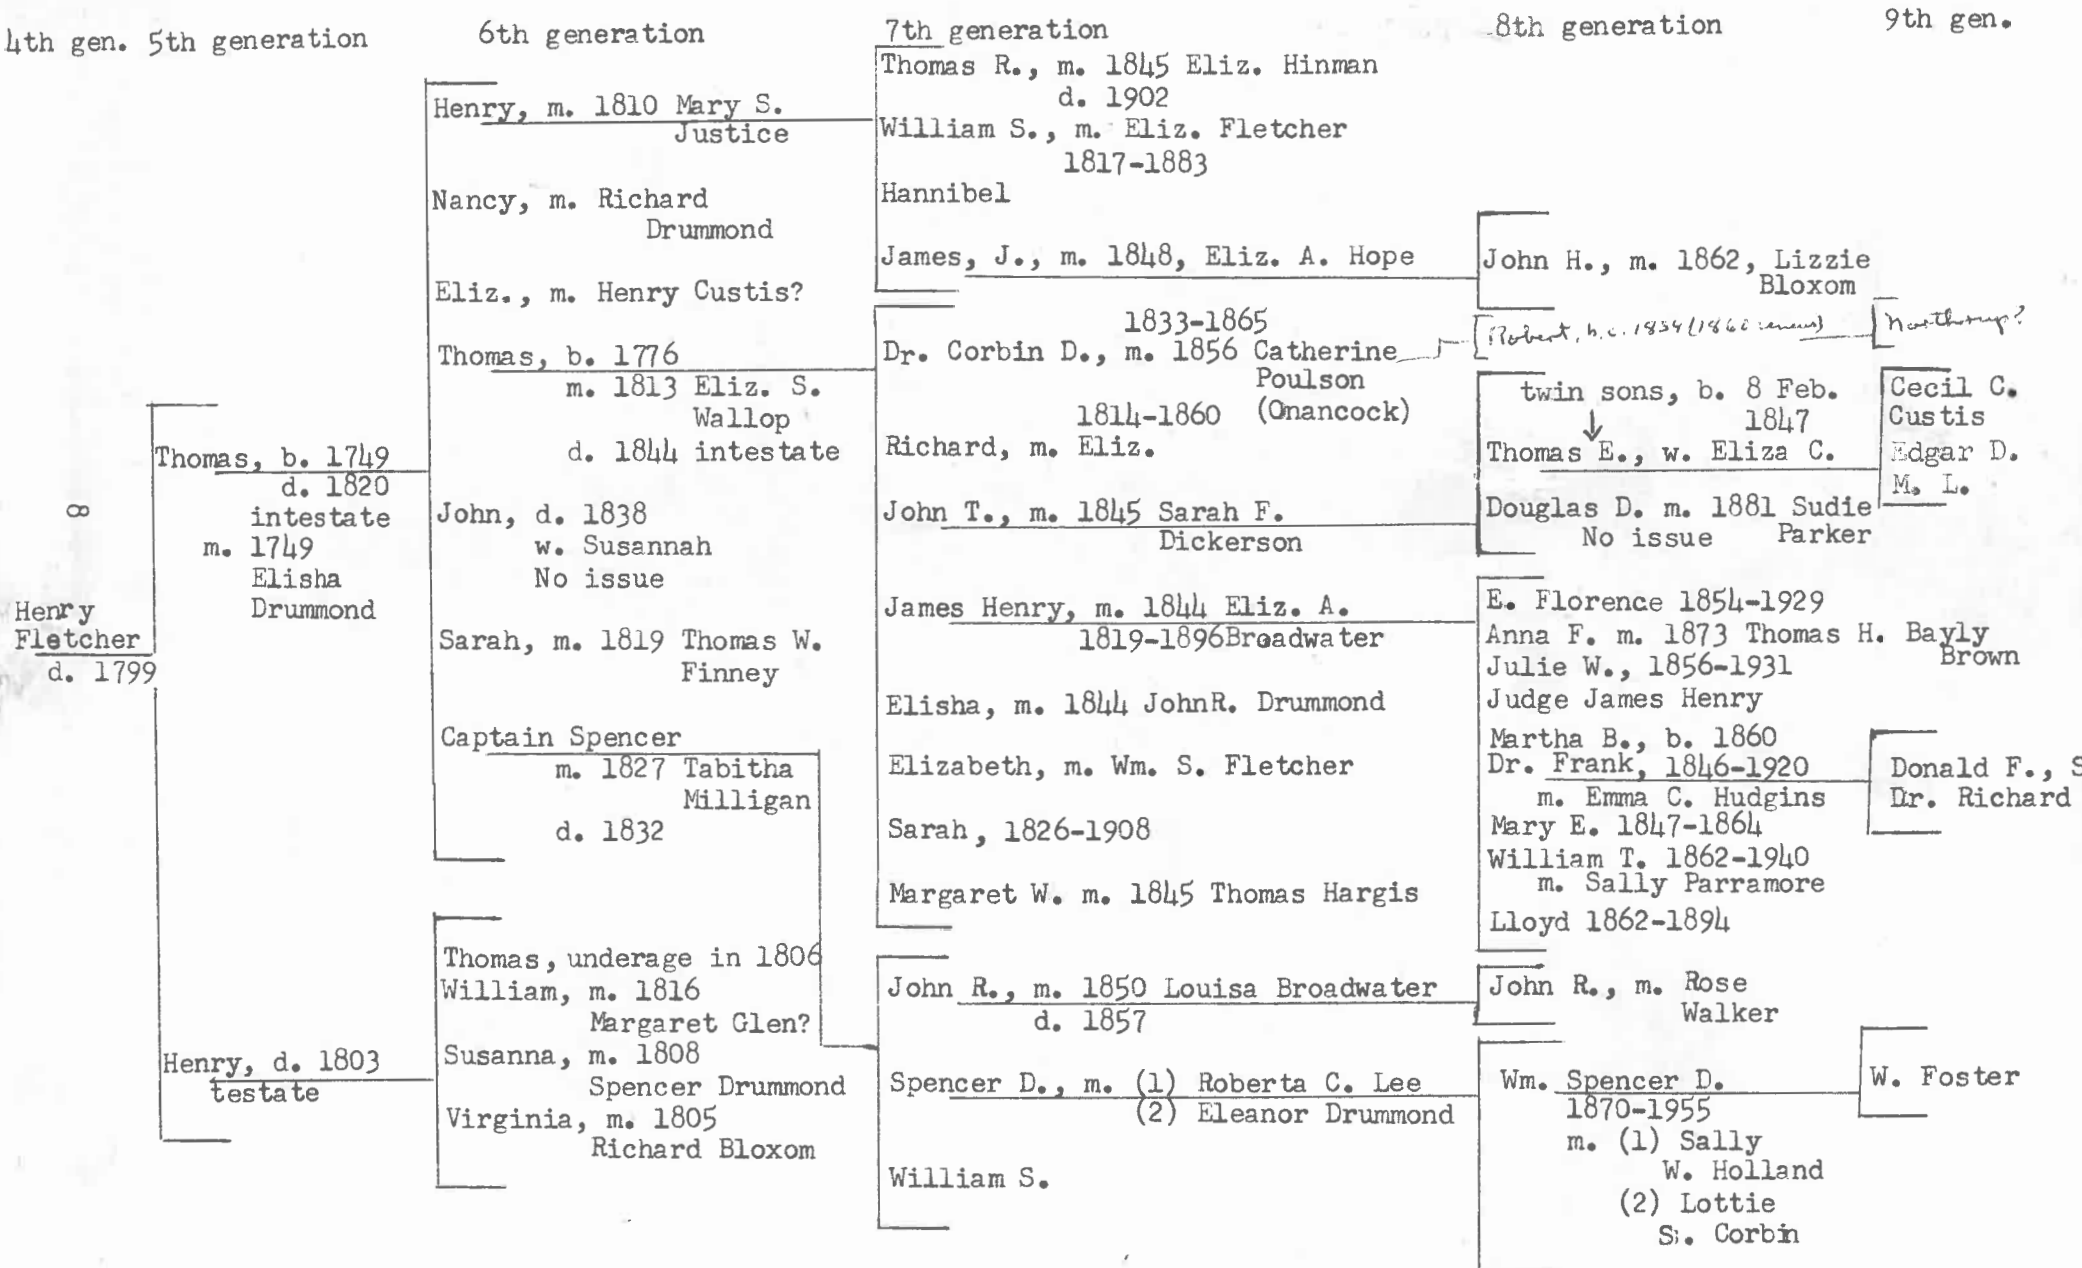 4th gen. 5th generation 6th generation 7th generation 8th generation 9th gen.
8
Henry
Fletcher
d. 1799
Thomas, b. 1749
d. 1820
intestate
m. 1749
Elisha
Drummond
Henry, d. 1803
testate
Henry, m. 1810 Mary S.
Justice
Nancy, m. Richard
Drummond
Eliz., m. Henry Custis?
Thomas, b. 1776
m. 1813 Eliz. S.
Wallop
d. 1844 intestate
John, d. 1838
w. Susannah
No issue
Sarah, m. 1819 Thomas W.
Finney
Captain Spencer
m. 1827 Tabitha
Milligan
d. 1832
Thomas, underage in 1806
William, m. 1816
Margaret Glen?
Susanna, m. 1808
Spencer Drummond
Virginia, m. 1805
Richard Bloxom
Thomas R., m. 1845 Eliz. Hinman
d. 1902
William S., m. Eliz. Fletcher
1817-1883
Hannibel
James, J., m. 1848, Eliz. A. Hope
1833-1865
Dr. Corbin D., m. 1856 Catherine
Poulson
1814-1860 (Onancock)
Richard, m. Eliz.
John T., m. 1845 Sarah F.
Dickerson
James Henry, m. 1844 Eliz. A.
1819-1896Broadwater
Elisha, m. 1844 JohnR. Drummond
Elizabeth, m. Wm. S. Fletcher
Sarah, 1826-1908
Margaret W. m. 1845 Thomas Hargis
John R., m. 1850 Louisa Broadwater
d. 1857
Spencer D., m. (1) Roberta C. Lee
(2) Eleanor Drummond
William S.
John H., m. 1862, Lizzie
Bloxom
Robert, b.c. 1854 (1860 census)
twin sons, b. 8 Feb.
1847
Thomas E., w. Eliza C.
Douglas D. m. 1881 Sudie
No issue Parker
E. Florence 1854-1929
Anna F. m. 1873 Thomas H. Bayly
Brown
Julie W., 1856-1931
Judge James Henry
Martha B., b. 1860
Dr. Frank, 1846-1920
m. Emma C. Hudgins
Mary E. 1847-1864
William T. 1862-1940
m. Sally Parramore
Lloyd 1862-1894
John R., m. Rose
Walker
Wm. Spencer D.
1870-1955
m. (1) Sally
W. Holland
(2) Lottie
S. Corbin
Northrup?
Cecil C.
Custis
Edgar D.
M. L.
Donald F., S
Dr. Richard
W. Foster